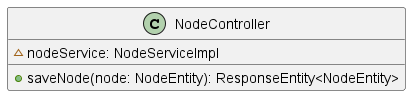 C NodeController
nodeService: NodeServiceImpl
saveNode(node: NodeEntity): ResponseEntity<NodeEntity>